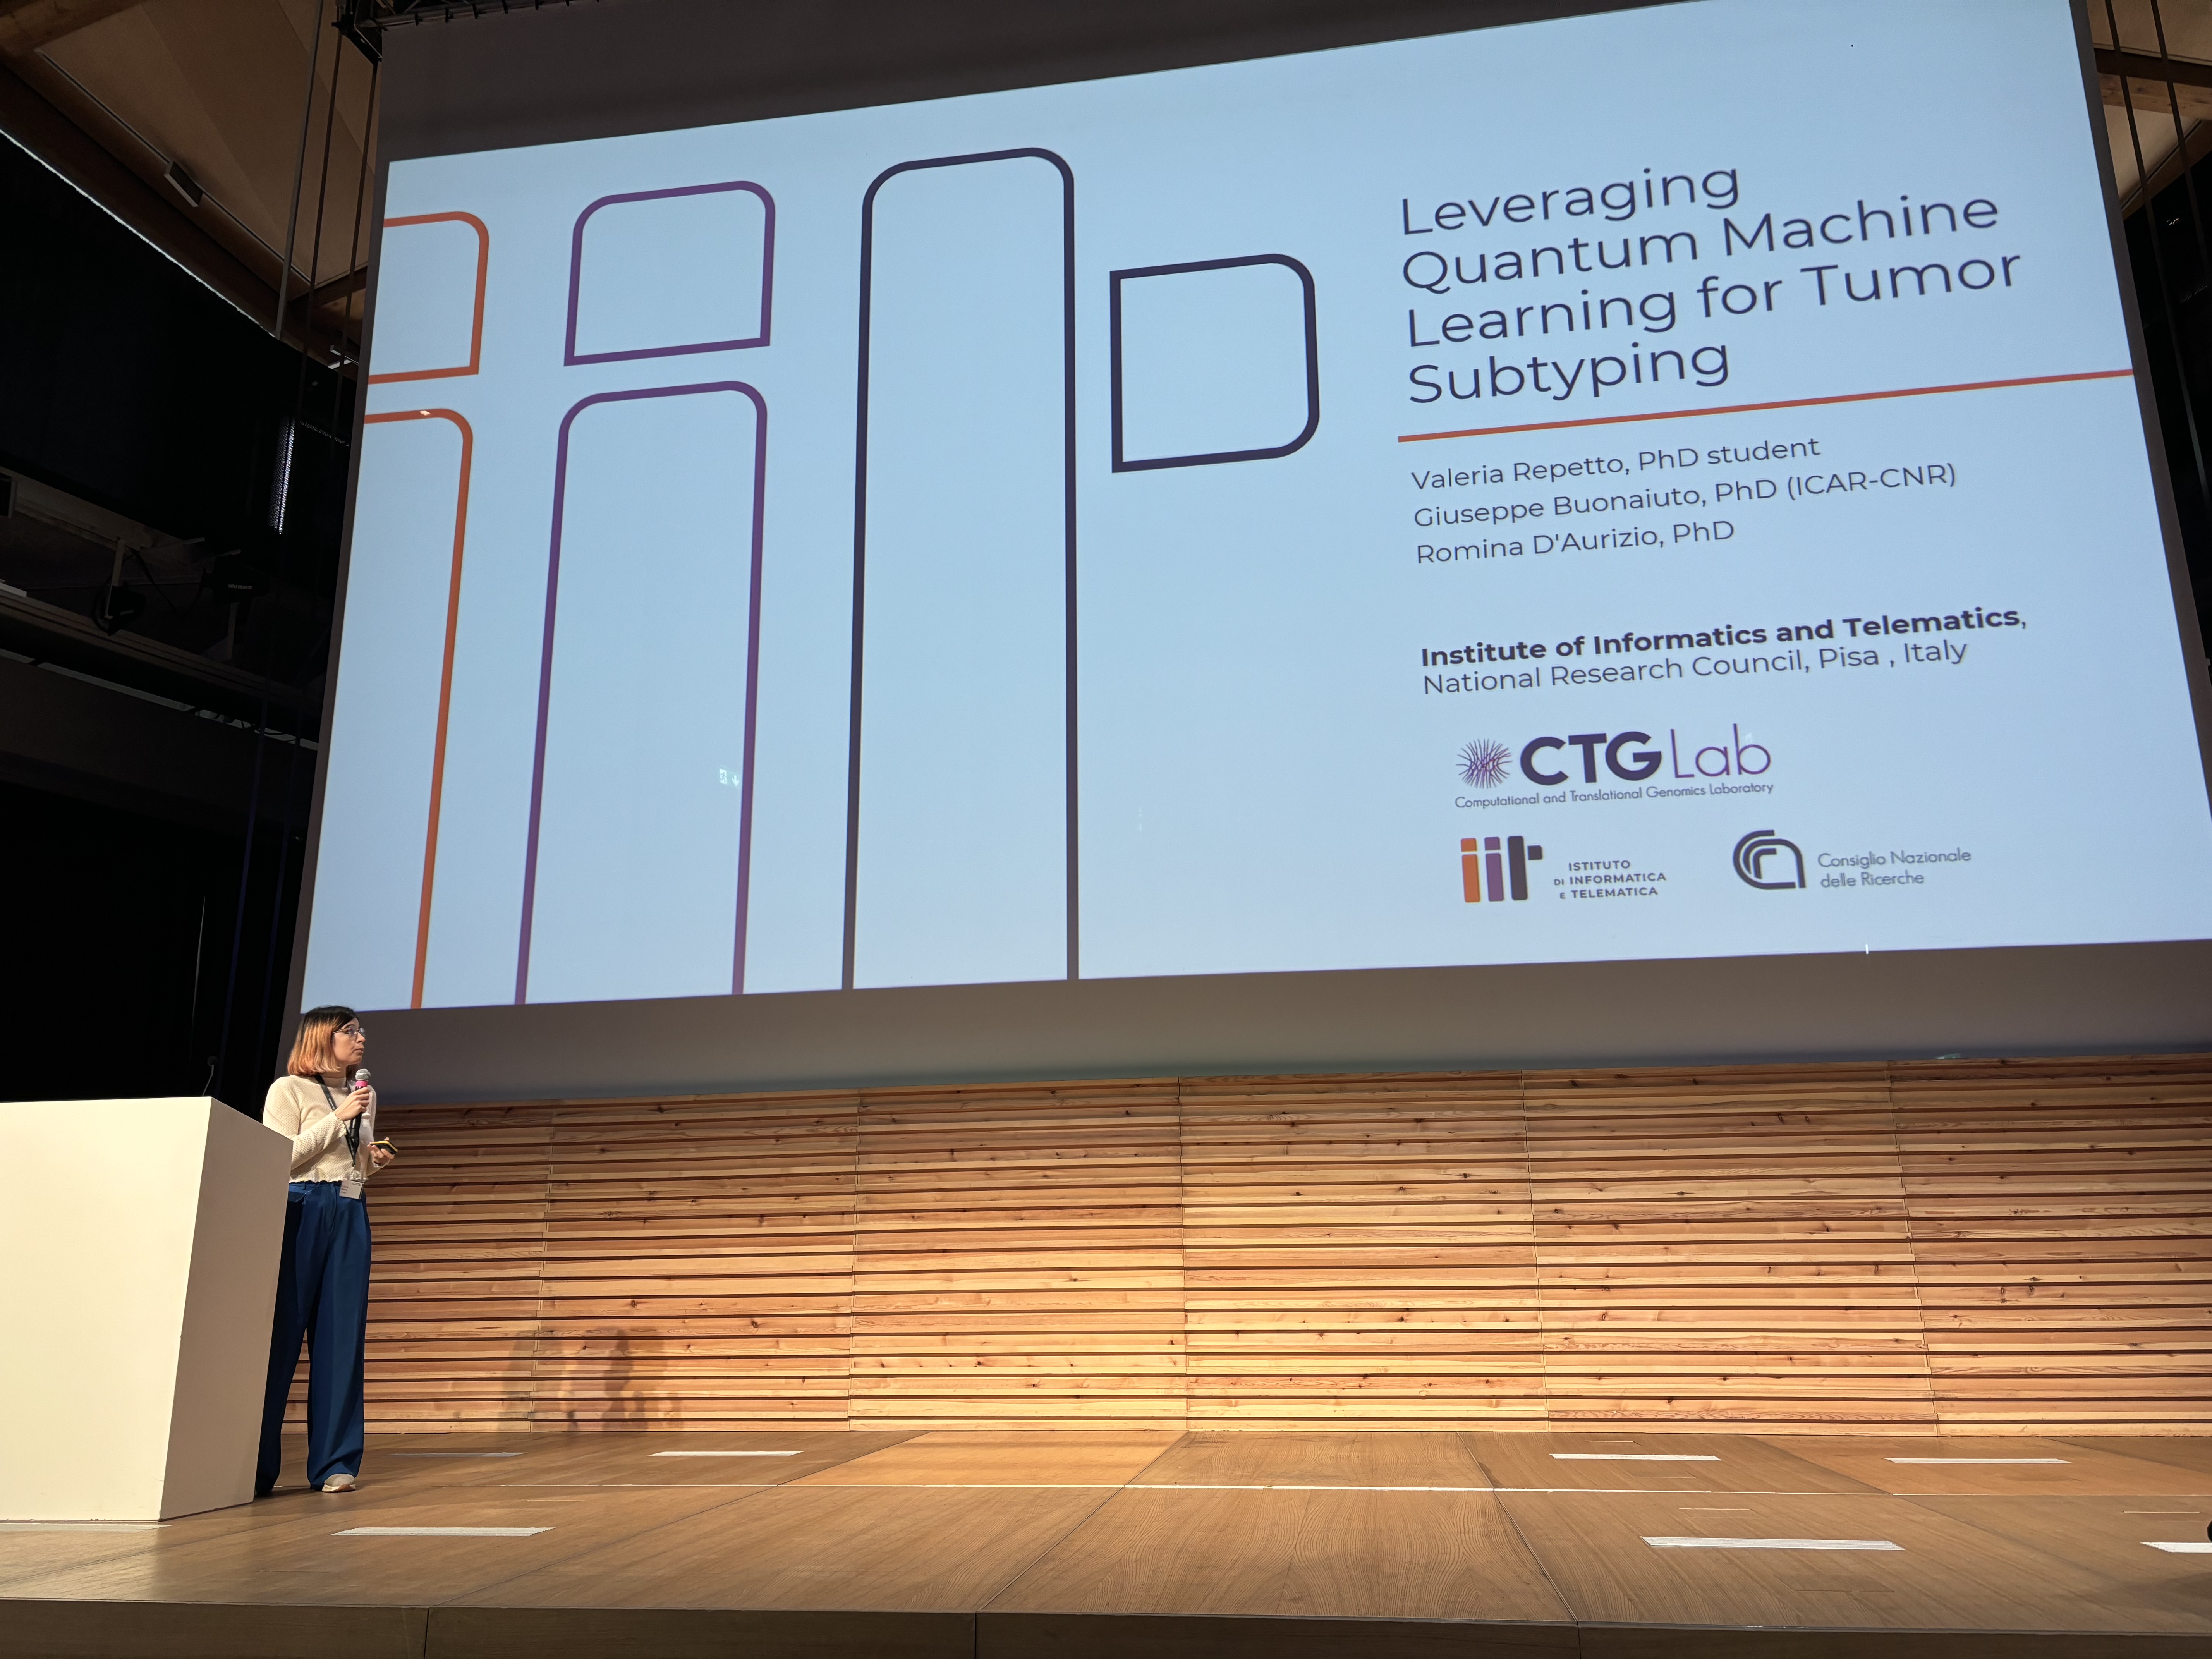 Leveraging
Quantum Machine
Learning for Tumor
Subtyping
Valeria Repetto, PhD student
Giuseppe Buonaiuto, PhD (ICAR-CNR)
Romina D'Aurizio, PhD
Institute of Informatics and Telematics,
National Research Council, Pisa , Italy
CTGLab
Computational and Translational Genomics Laboratory
iit
ISTITUTO
DI INFORMATICA
E TELEMATICA
Consiglio Nazionale
delle Ricerche